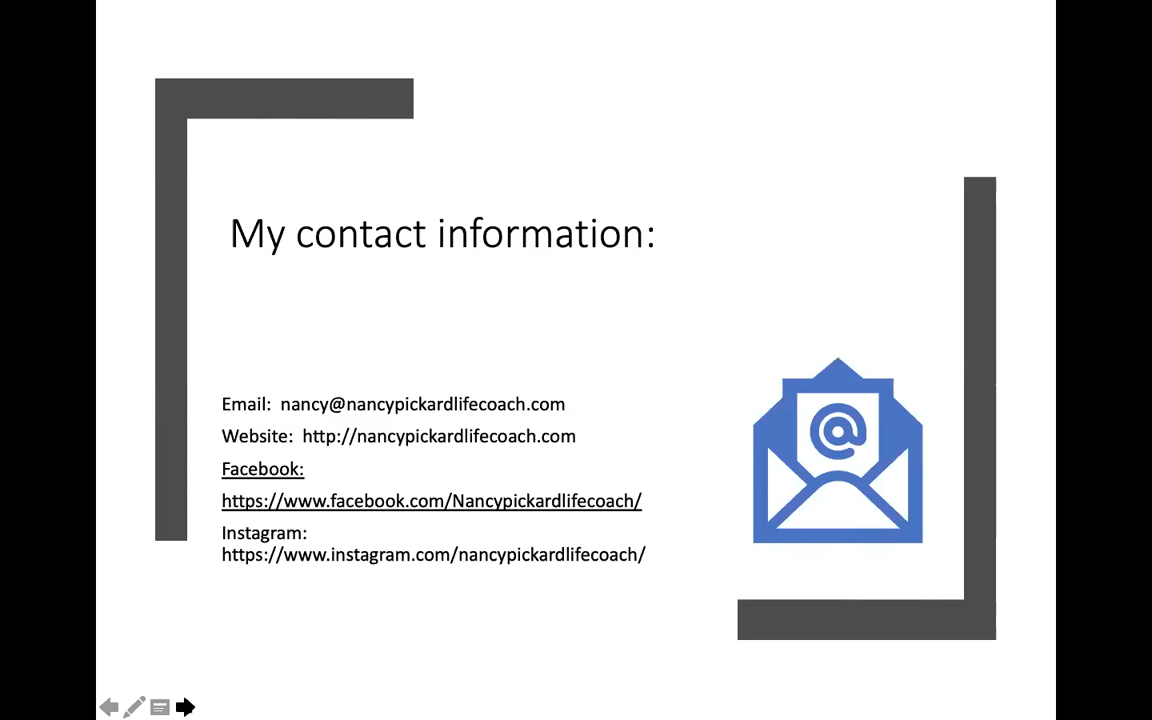 My contact information:
Email:  nancy@nancypickardlifecoach.com
Website:  http://nancypickardlifecoach.com
Facebook:
https://www.facebook.com/Nancypickardlifecoach/
Instagram:
https://www.instagram.com/nancypickardlifecoach/